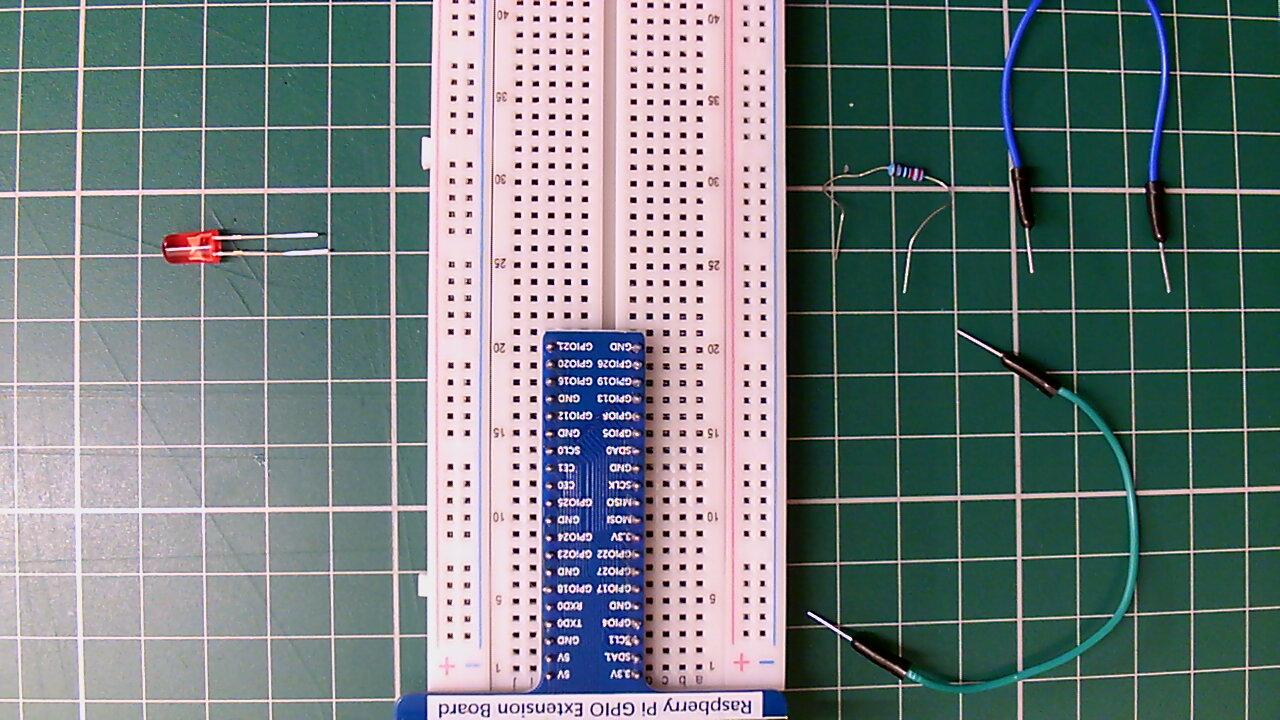 Raspberry Pi GPIO Extension Board
− + + −
a b c i j
1 3.3V 5V 1
SDA1 5V
SCL1 GND
GPIO4 TXD0
5 GND RXD0 5
GPIO17 GPIO18
GPIO27 GND
GPIO22 GPIO23
3.3V GPIO24
10 MOSI GND 10
MISO GPIO25
SCLK CE0
GND CE1
SDA0 SCL0
15 GPIO5 GND 15
GPIO6 GPIO12
GPIO13 GND
GPIO19 GPIO16
GPIO26 GPIO20
20 GND GPIO21
25 25
30 30
35 35
40 40